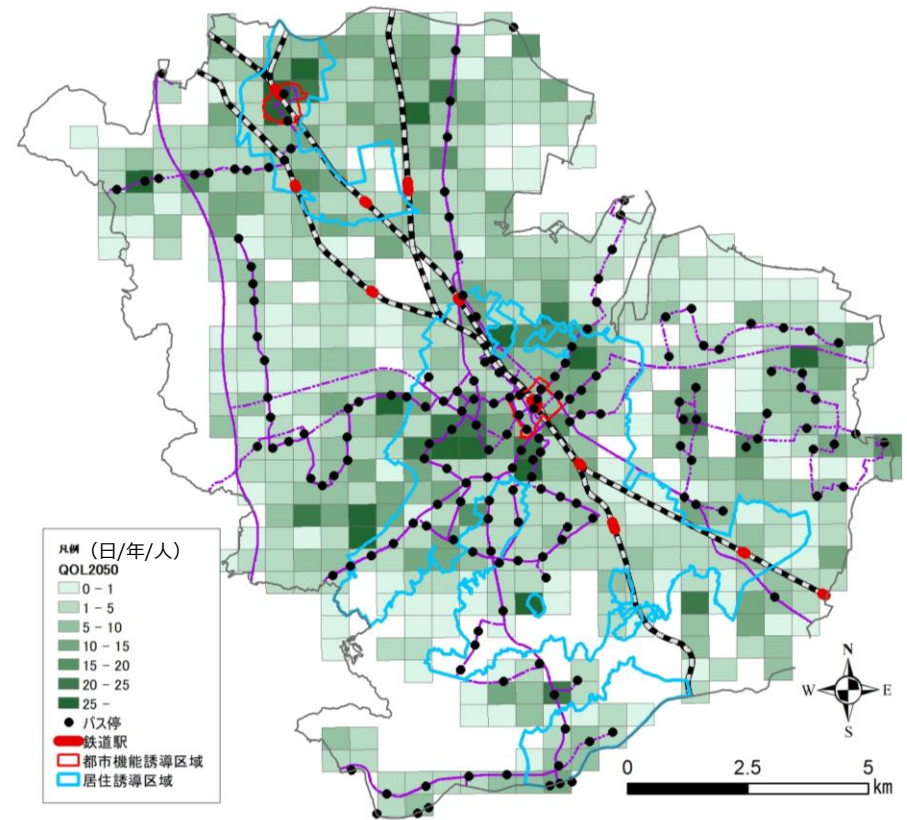 凡例 (日/年/人)
QOL2050
0 - 1
1 - 5
5 - 10
10 - 15
15 - 20
20 - 25
25 -
バス停
鉄道駅
都市機能誘導区域
居住誘導区域
N
W E
S
0 2.5 5
km